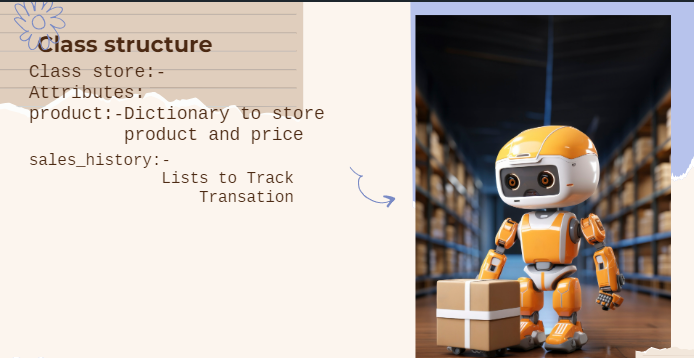 Class structure
Class store:-
Attributes:
product:-Dictionary to store
product and price
sales_history:-
Lists to Track
Transation